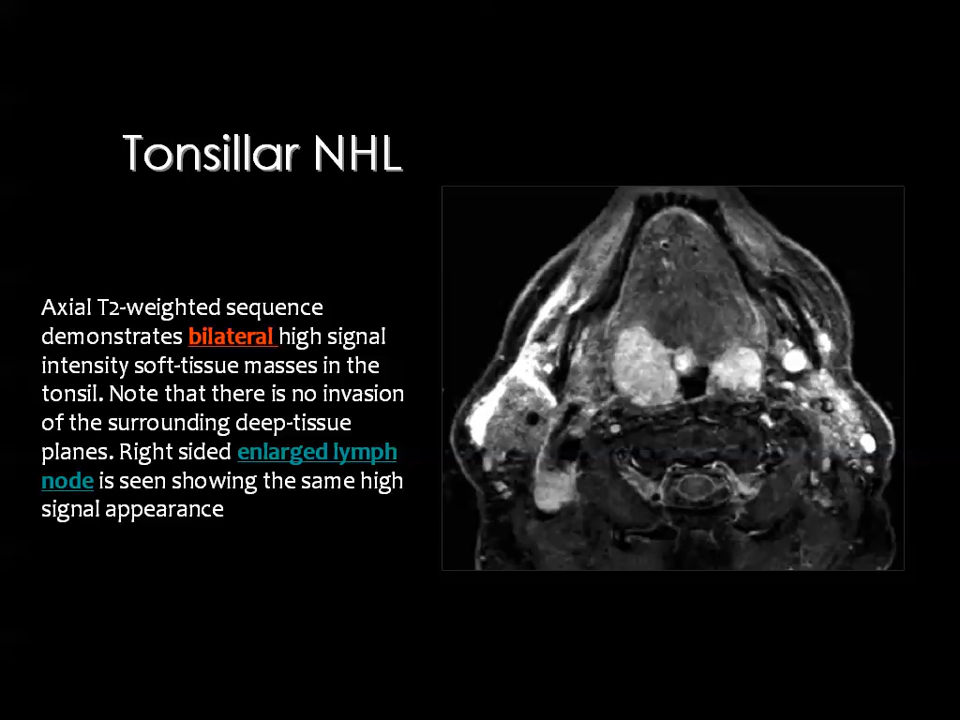 Tonsillar NHL
Axial T2-weighted sequence
demonstrates bilateral high signal
intensity soft-tissue masses in the
tonsil. Note that there is no invasion
of the surrounding deep-tissue
planes. Right sided enlarged lymph
node is seen showing the same high
signal appearance